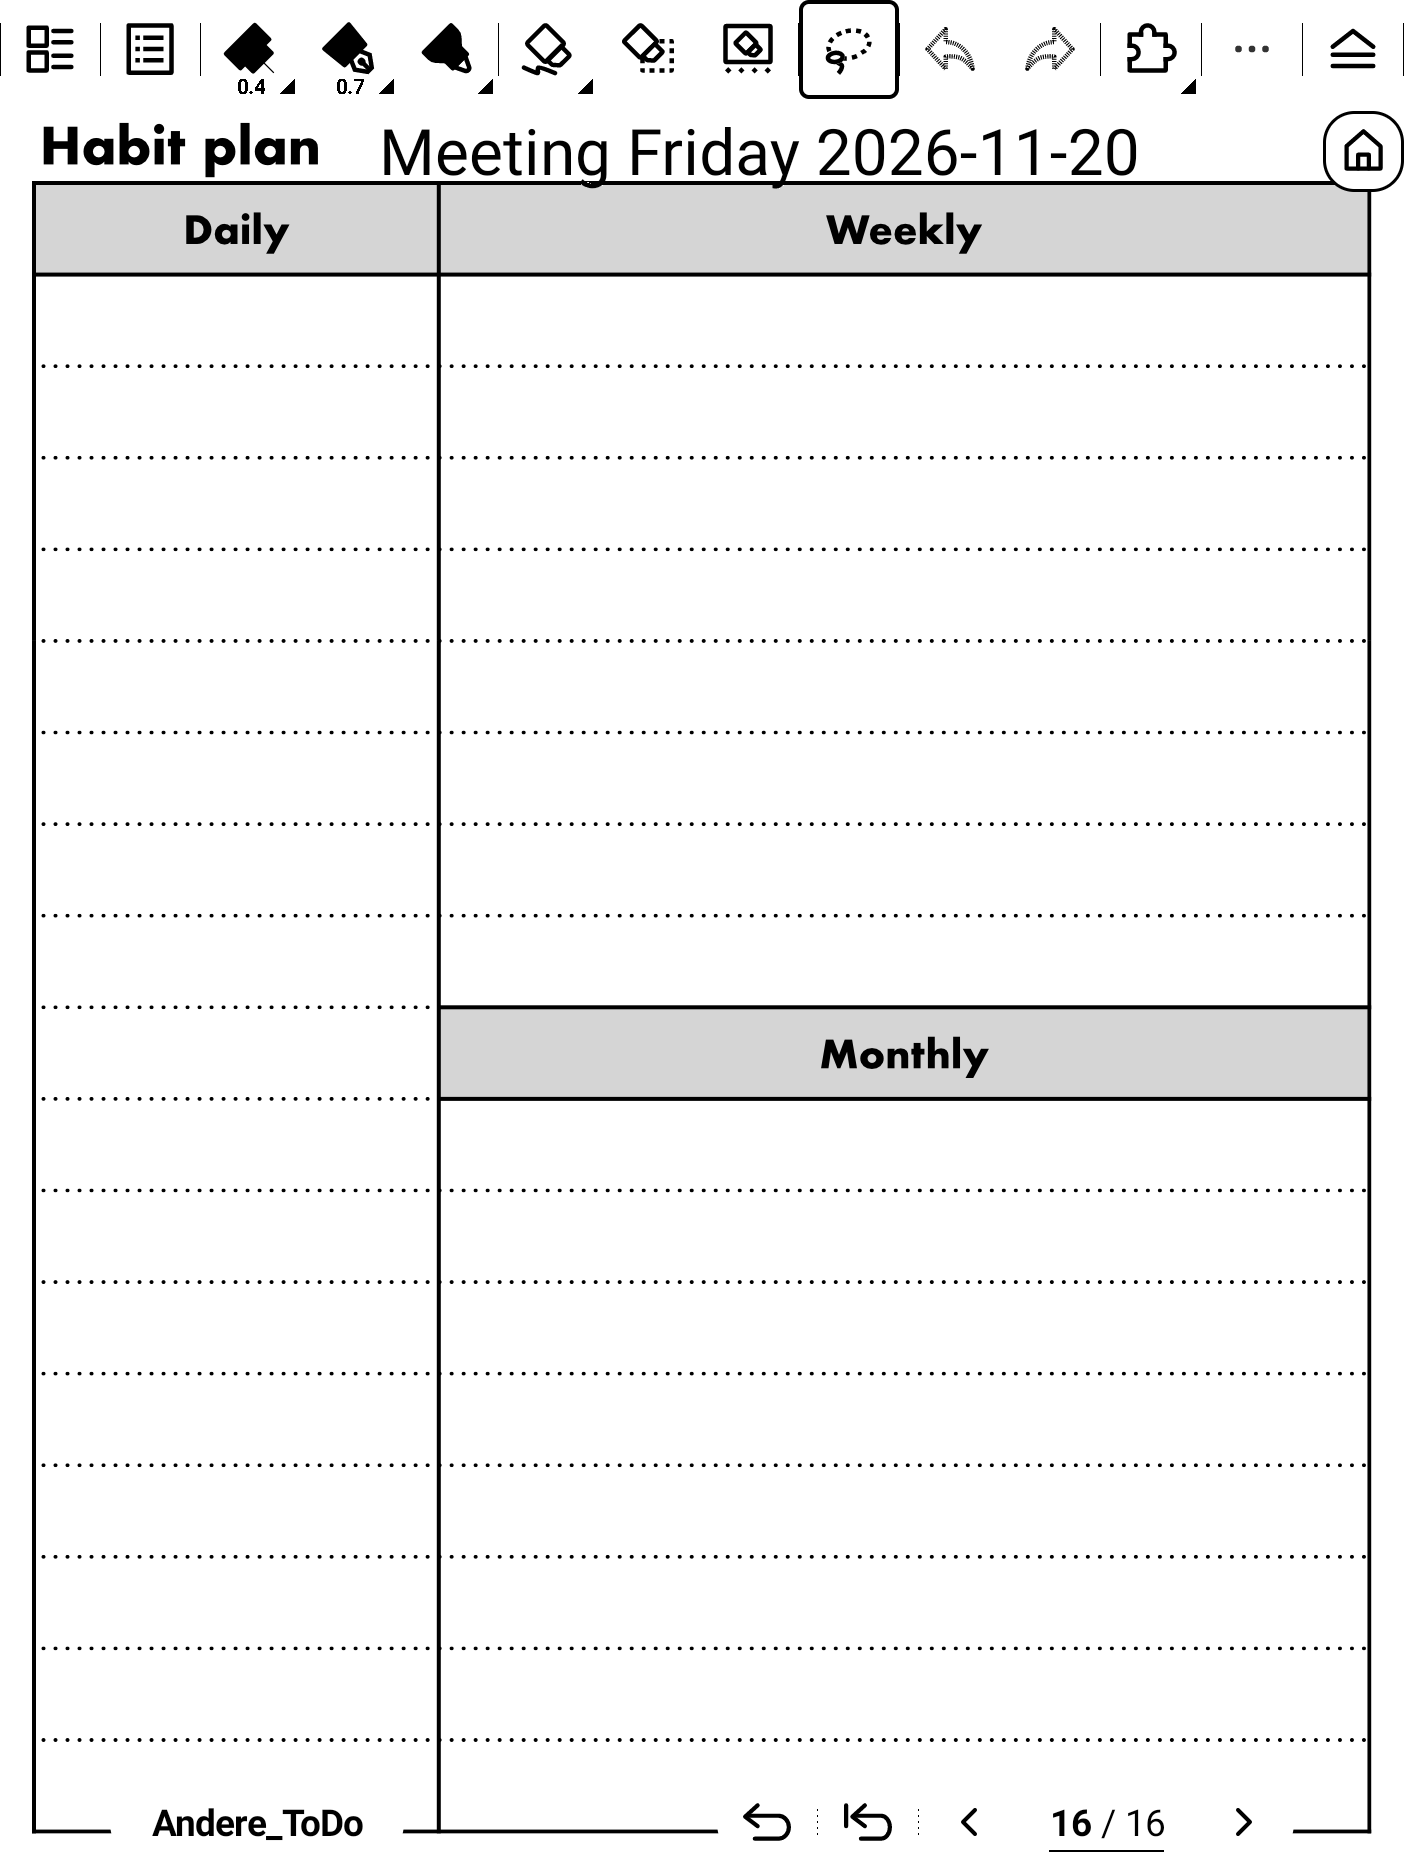 0.4
0.7
Habit plan
Meeting Friday 2026-11-20
Daily
Weekly
Monthly
Andere_ToDo
16 / 16